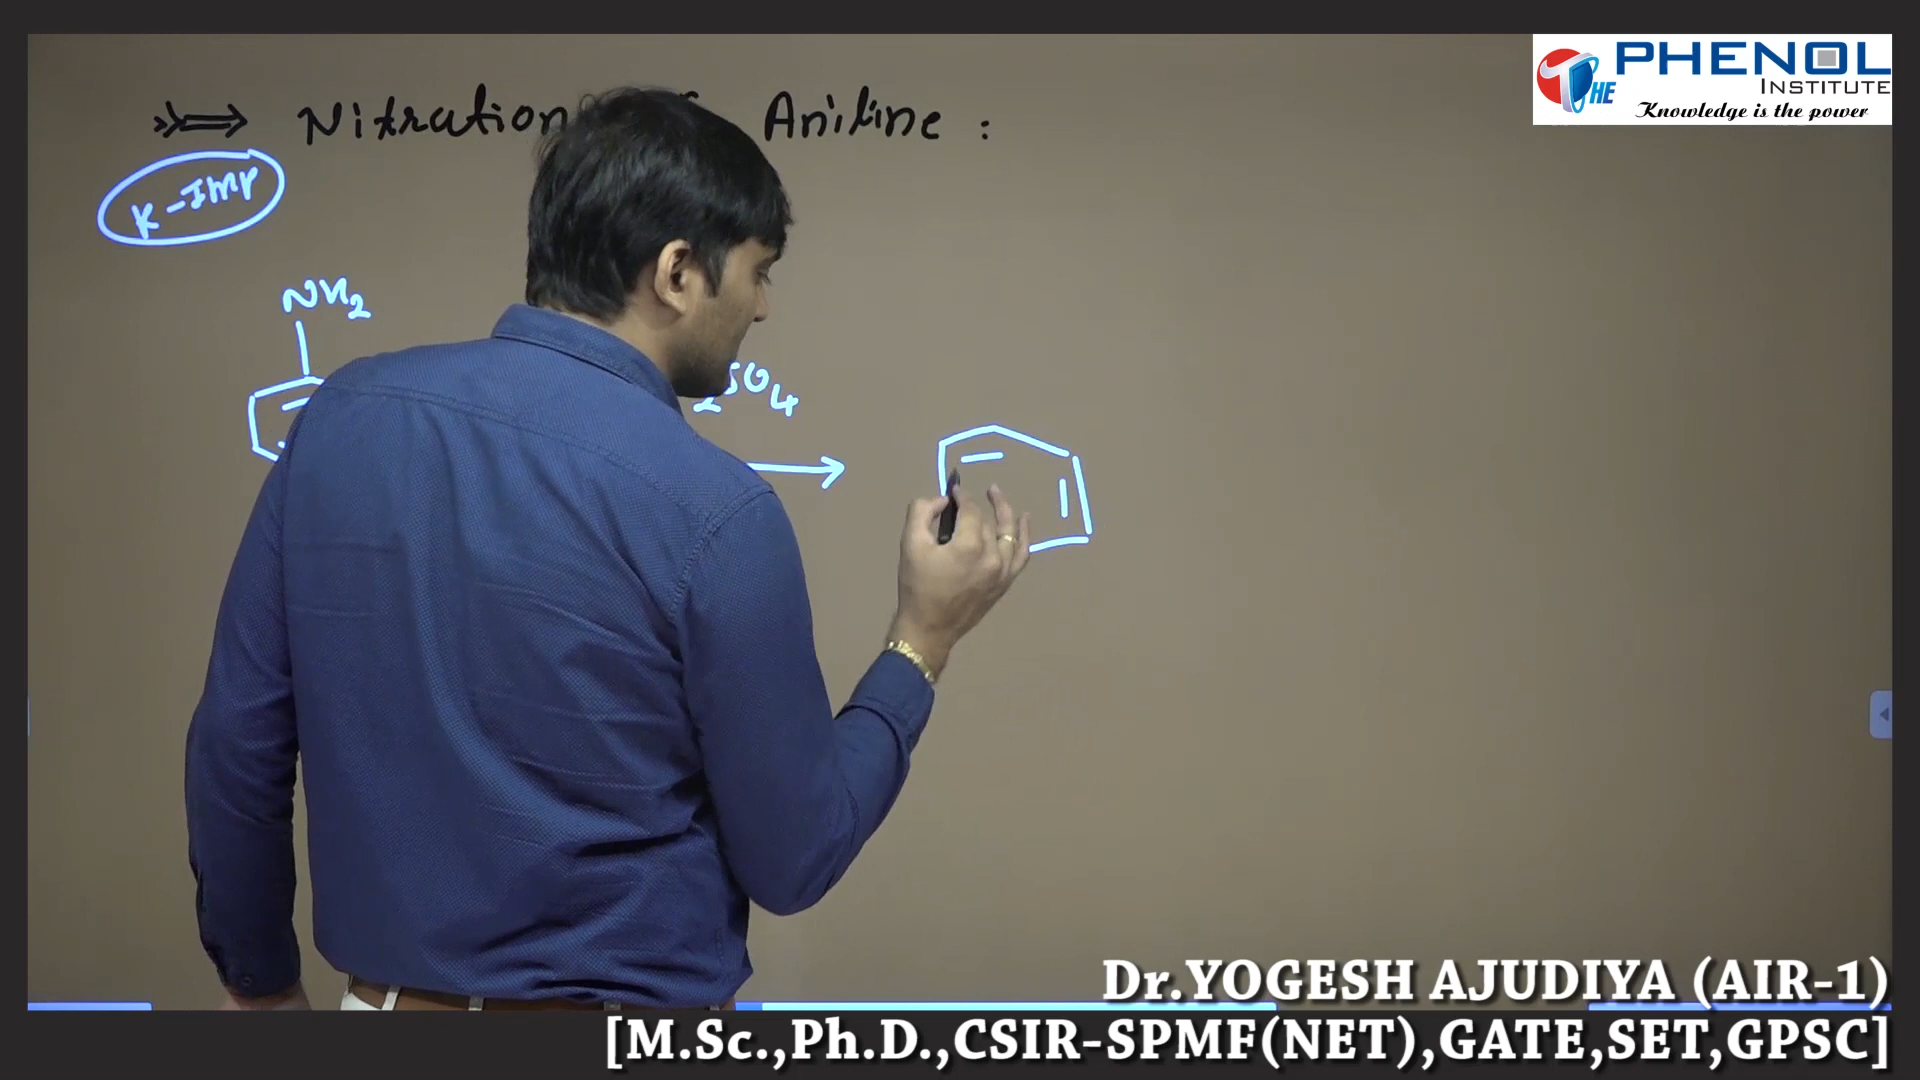 THE PHENOL
INSTITUTE
Knowledge is the power
Nitration Aniline :
K-Imp
NH2
2SO4
Dr.YOGESH AJUDIYA (AIR-1)
[M.Sc.,Ph.D.,CSIR-SPMF(NET),GATE,SET,GPSC]